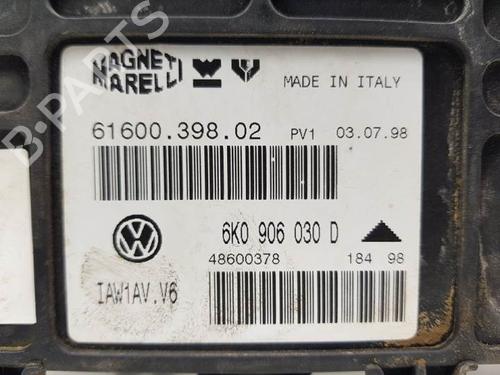 B-PARTS
MAGNETI MARELLI
MADE IN ITALY
61600.398.02 PV1 03.07.98
6K0 906 030 D
48600378 184 98
IAW1AV.V6